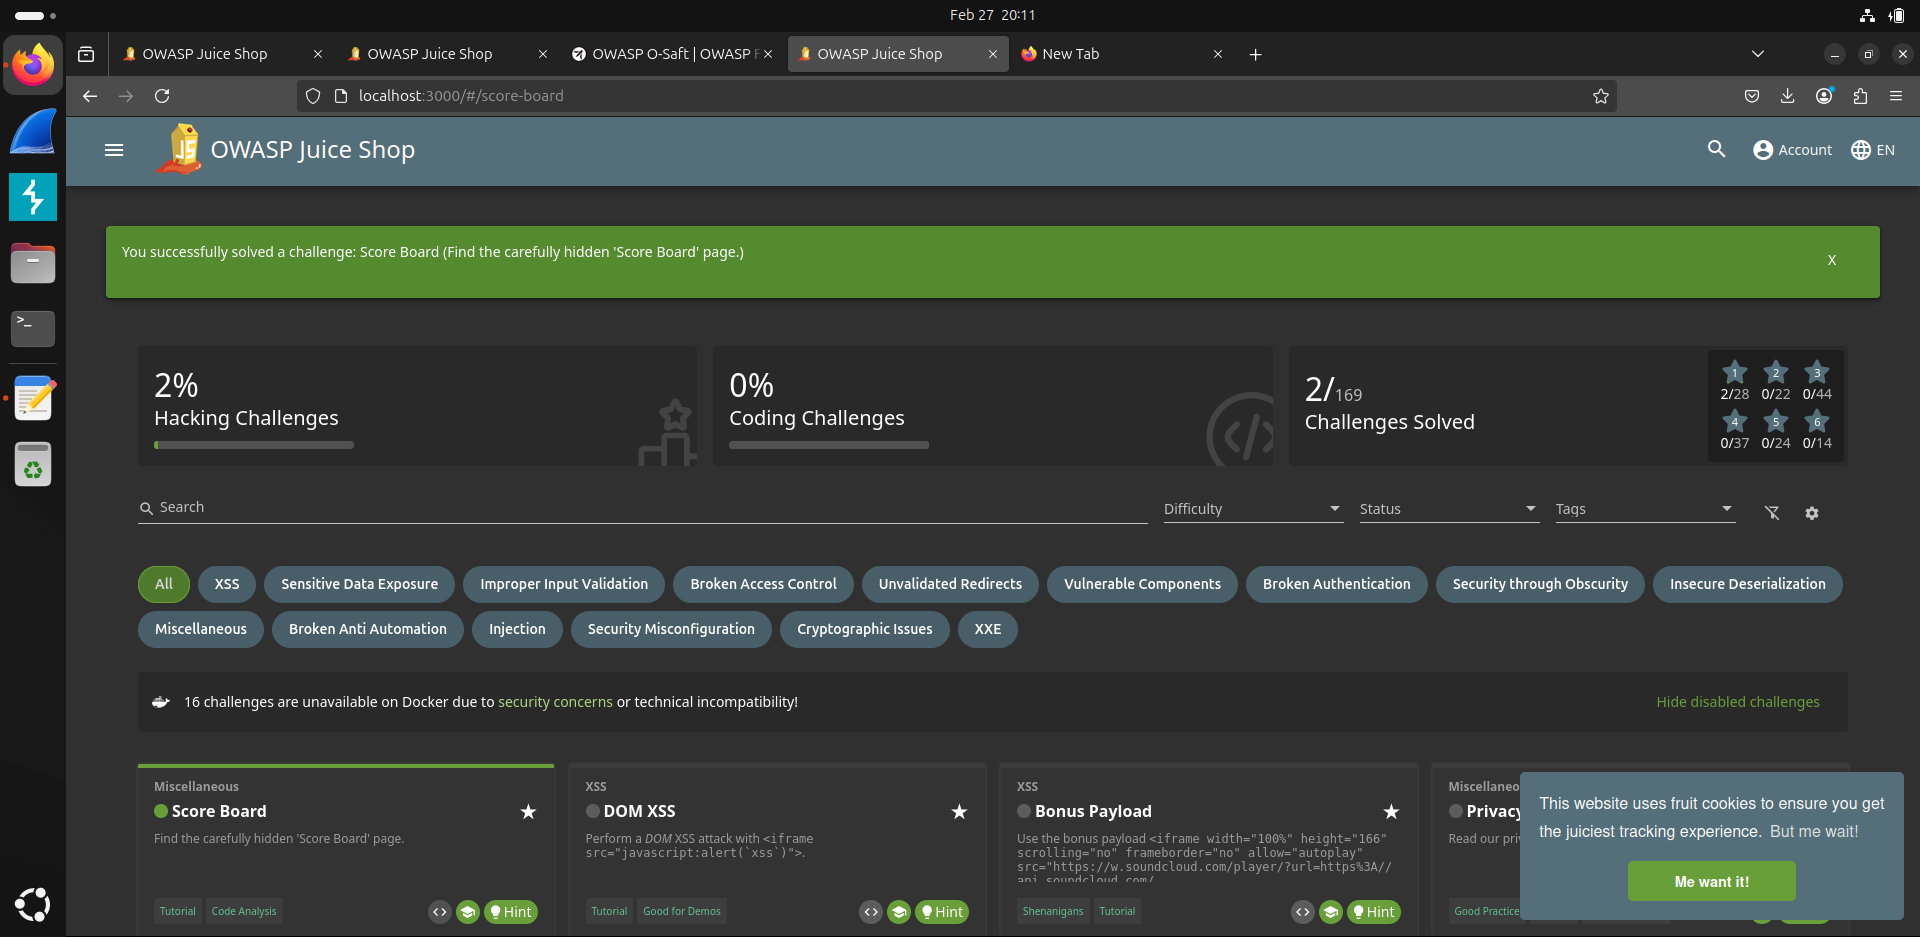 Feb 27 20:11
OWASP Juice Shop
OWASP Juice Shop
OWASP O-Saft | OWASP F
OWASP Juice Shop
New Tab
localhost:3000/#/score-board
OWASP Juice Shop
Account
EN
You successfully solved a challenge: Score Board (Find the carefully hidden 'Score Board' page.)
X
2%
Hacking Challenges
0%
Coding Challenges
2/169
Challenges Solved
1 2 3
2/28 0/22 0/44
4 5 6
0/37 0/24 0/14
Search
Difficulty
Status
Tags
All XSS Sensitive Data Exposure Improper Input Validation Broken Access Control Unvalidated Redirects Vulnerable Components Broken Authentication Security through Obscurity Insecure Deserialization
Miscellaneous Broken Anti Automation Injection Security Misconfiguration Cryptographic Issues XXE
16 challenges are unavailable on Docker due to security concerns or technical incompatibility!
Hide disabled challenges
Miscellaneous
Score Board
Find the carefully hidden 'Score Board' page.
Tutorial Code Analysis
<> Hint
XSS
DOM XSS
Perform a DOM XSS attack with <iframe
src="javascript:alert(`xss`)">.
Tutorial Good for Demos
<> Hint
XSS
Bonus Payload
Use the bonus payload <iframe width="100%" height="166"
scrolling="no" frameborder="no" allow="autoplay"
src="https://w.soundcloud.com/player/?url=https%3A//
api.soundcloud.com/
Shenanigans Tutorial
<> Hint
Miscellaneo
Privacy
Read our priv
Good Practice
This website uses fruit cookies to ensure you get
the juiciest tracking experience. But me wait!
Me want it!